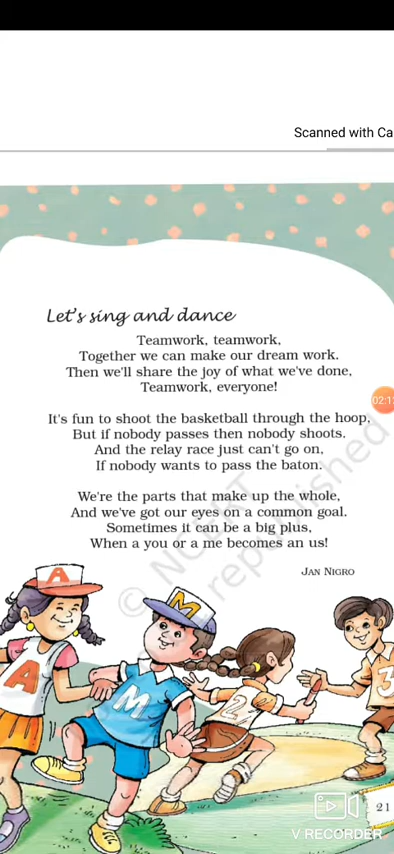 Scanned with Ca
Let's sing and dance
Teamwork, teamwork,
Together we can make our dream work.
Then we'll share the joy of what we've done,
Teamwork, everyone!
02:1
It's fun to shoot the basketball through the hoop,
But if nobody passes then nobody shoots.
And the relay race just can't go on,
If nobody wants to pass the baton.
We're the parts that make up the whole,
And we've got our eyes on a common goal.
Sometimes it can be a big plus,
When a you or a me becomes an us!
JAN NIGRO
© NCERT
republished
A
M
A
M
2
3
21
V RECORDER